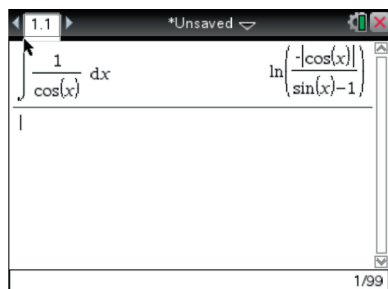 1.1 *Unsaved
∫ 1/cos(x) dx ln(-|cos(x)|/sin(x)-1)
1/99